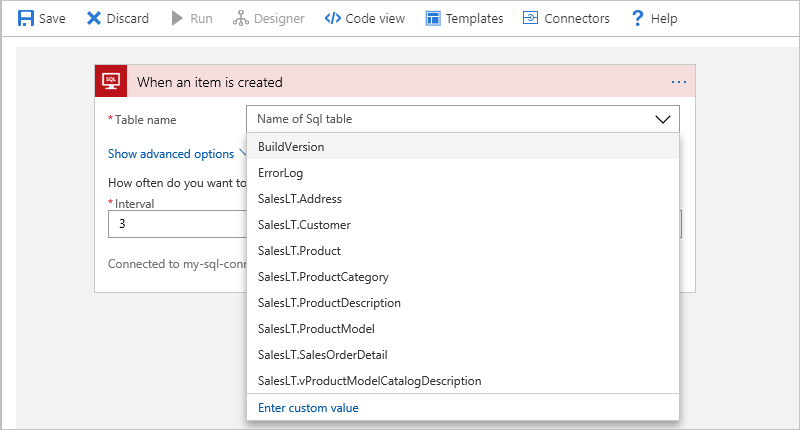 Save Discard Run Designer Code view Templates Connectors Help
SQL When an item is created ...
* Table name Name of Sql table
BuildVersion
Show advanced options
ErrorLog
How often do you want to
SalesLT.Address
* Interval
3
SalesLT.Customer
SalesLT.Product
Connected to my-sql-conn
SalesLT.ProductCategory
SalesLT.ProductDescription
SalesLT.ProductModel
SalesLT.SalesOrderDetail
SalesLT.vProductModelCatalogDescription
Enter custom value